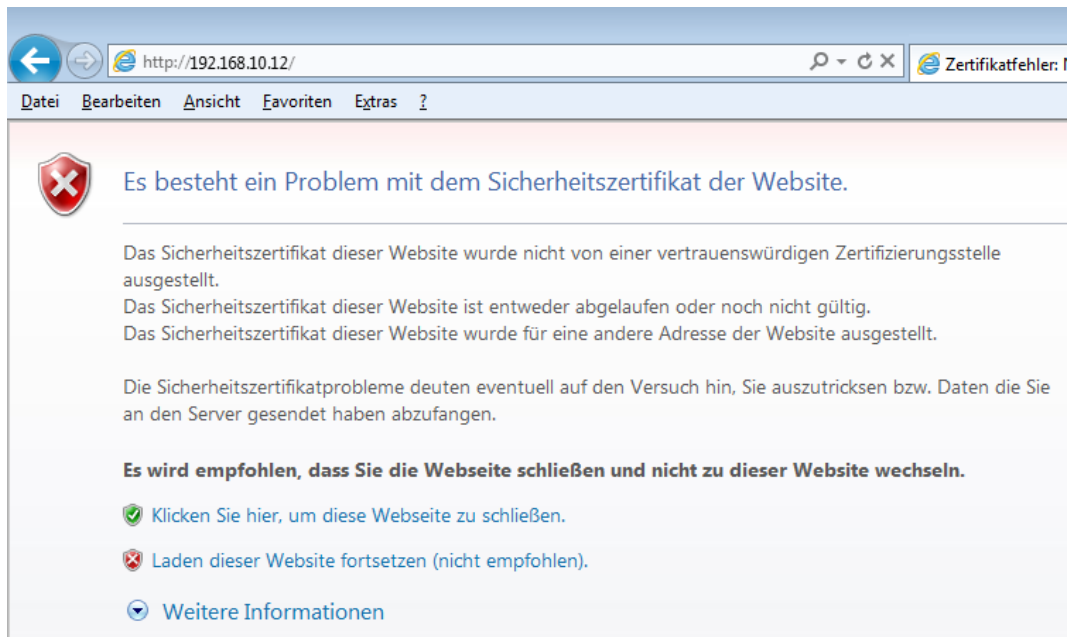 http://192.168.10.12/
Zertifikatfehler:
Datei Bearbeiten Ansicht Favoriten Extras ?
Es besteht ein Problem mit dem Sicherheitszertifikat der Website.
Das Sicherheitszertifikat dieser Website wurde nicht von einer vertrauenswürdigen Zertifizierungsstelle
ausgestellt.
Das Sicherheitszertifikat dieser Website ist entweder abgelaufen oder noch nicht gültig.
Das Sicherheitszertifikat dieser Website wurde für eine andere Adresse der Website ausgestellt.
Die Sicherheitszertifikatprobleme deuten eventuell auf den Versuch hin, Sie auszutricksen bzw. Daten die Sie
an den Server gesendet haben abzufangen.
Es wird empfohlen, dass Sie die Webseite schließen und nicht zu dieser Website wechseln.
Klicken Sie hier, um diese Webseite zu schließen.
Laden dieser Website fortsetzen (nicht empfohlen).
Weitere Informationen